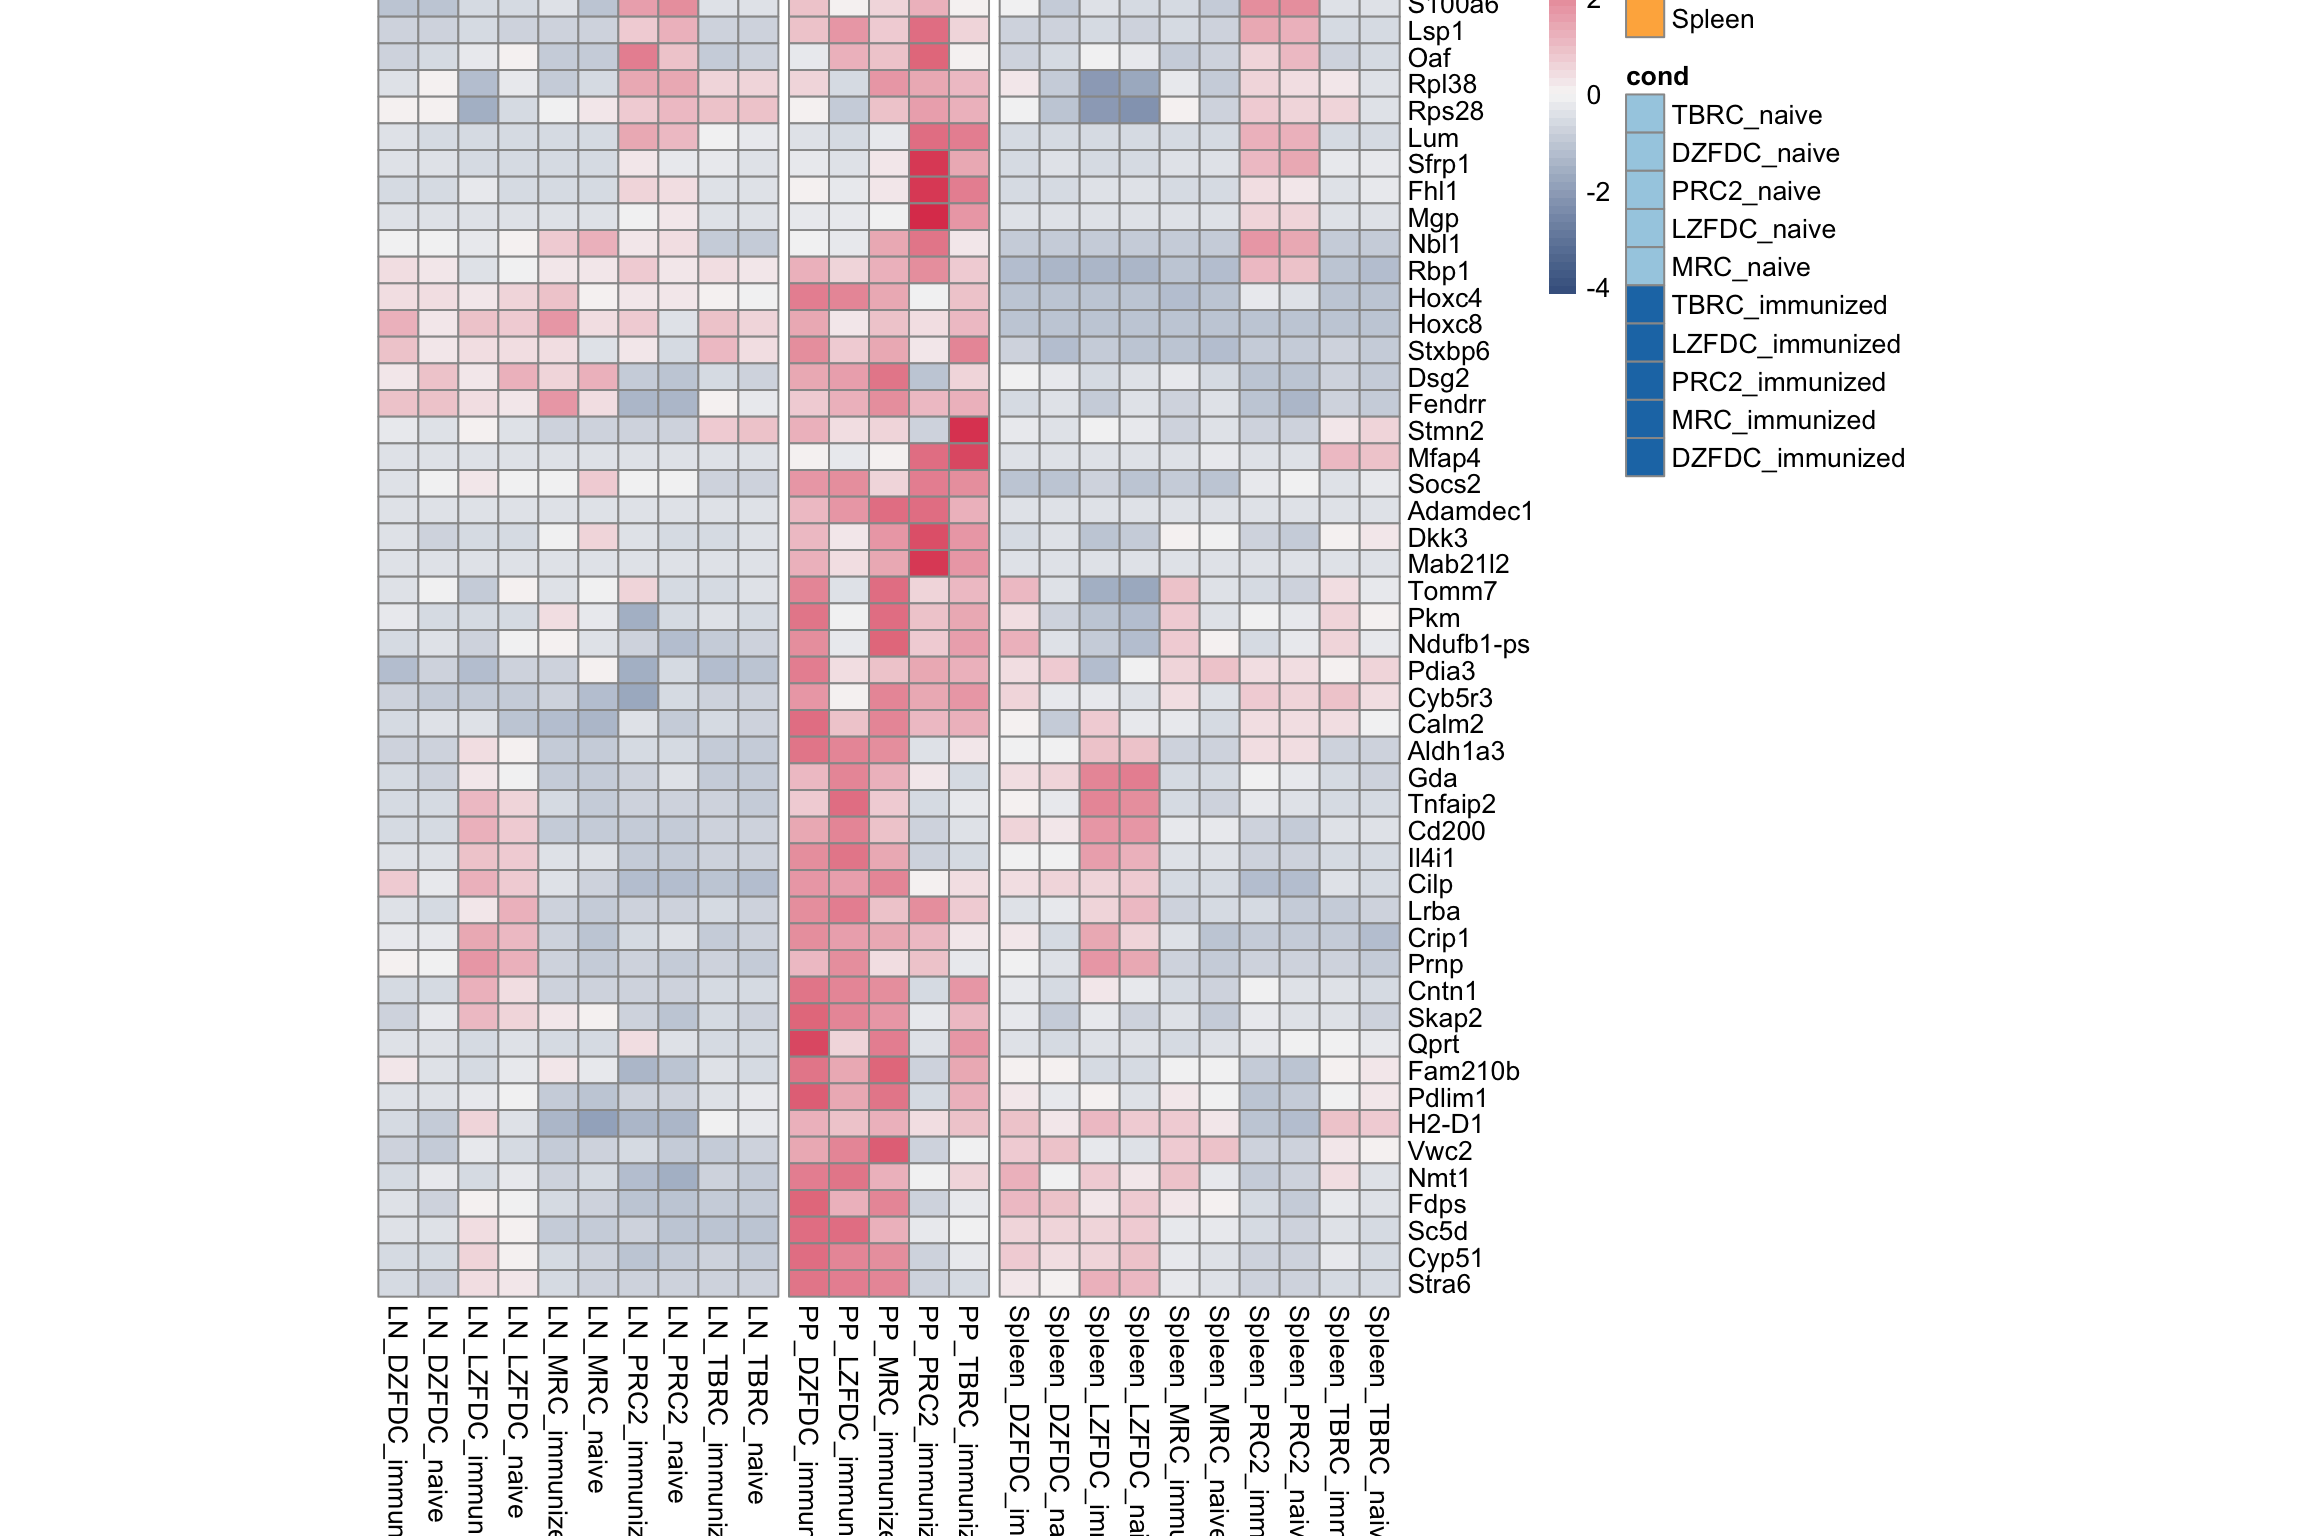 S100a6
Lsp1
Oaf
Rpl38
Rps28
Lum
Sfrp1
Fhl1
Mgp
Nbl1
Rbp1
Hoxc4
Hoxc8
Stxbp6
Dsg2
Fendrr
Stmn2
Mfap4
Socs2
Adamdec1
Dkk3
Mab21l2
Tomm7
Pkm
Ndufb1-ps
Pdia3
Cyb5r3
Calm2
Aldh1a3
Gda
Tnfaip2
Cd200
Il4i1
Cilp
Lrba
Crip1
Prnp
Cntn1
Skap2
Qprt
Fam210b
Pdlim1
H2-D1
Vwc2
Nmt1
Fdps
Sc5d
Cyp51
Stra6
2
0
-2
-4
Spleen
cond
TBRC_naive
DZFDC_naive
PRC2_naive
LZFDC_naive
MRC_naive
TBRC_immunized
LZFDC_immunized
PRC2_immunized
MRC_immunized
DZFDC_immunized
LN_DZFDC_immun
LN_DZFDC_naive
LN_LZFDC_immun
LN_LZFDC_naive
LN_MRC_immunize
LN_MRC_naive
LN_PRC2_immuniz
LN_PRC2_naive
LN_TBRC_immuniz
LN_TBRC_naive
PP_DZFDC_immun
PP_LZFDC_immun
PP_MRC_immunize
PP_PRC2_immuniz
PP_TBRC_immuniz
Spleen_DZFDC_im
Spleen_DZFDC_na
Spleen_LZFDC_im
Spleen_LZFDC_nai
Spleen_MRC_immu
Spleen_MRC_naive
Spleen_PRC2_imm
Spleen_PRC2_naiv
Spleen_TBRC_imm
Spleen_TBRC_naiv